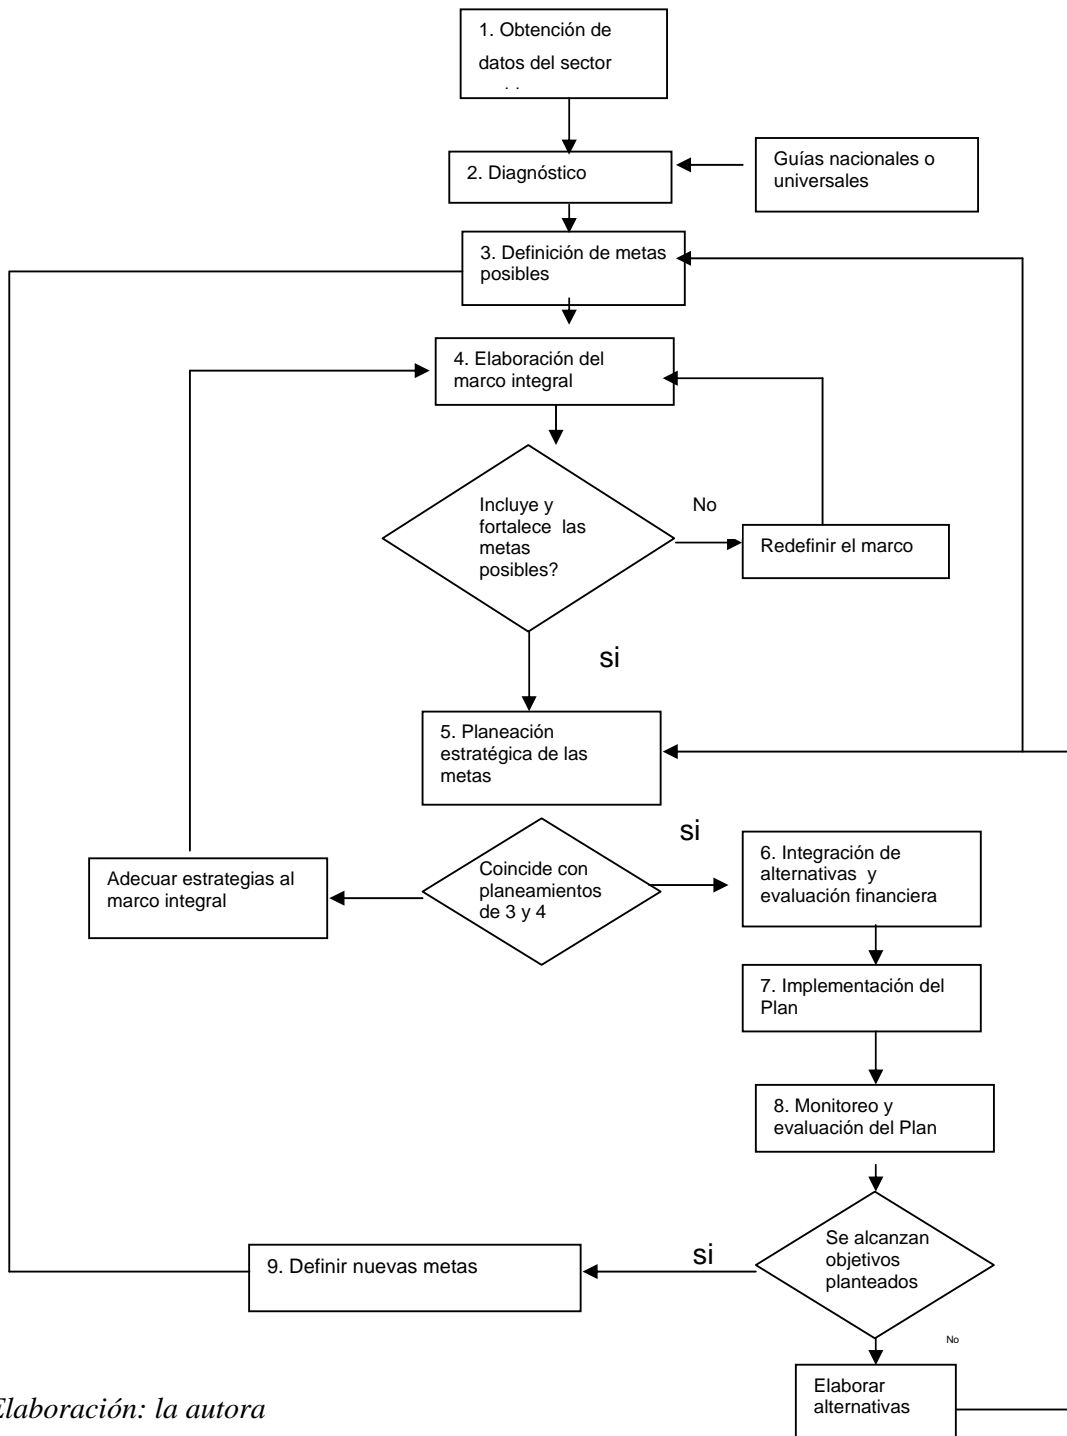 1. Obtención de
datos del sector
2. Diagnóstico
Guías nacionales o
universales
3. Definición de metas
posibles
4. Elaboración del
marco integral
Incluye y
fortalece las
metas
posibles?
No
Redefinir el marco
si
5. Planeación
estratégica de las
metas
si
Coincide con
planeamientos
de 3 y 4
Adecuar estrategias al
marco integral
6. Integración de
alternativas y
evaluación financiera
7. Implementación del
Plan
8. Monitoreo y
evaluación del Plan
Se alcanzan
objetivos
planteados
si
9. Definir nuevas metas
No
Elaborar
alternativas
Elaboración: la autora